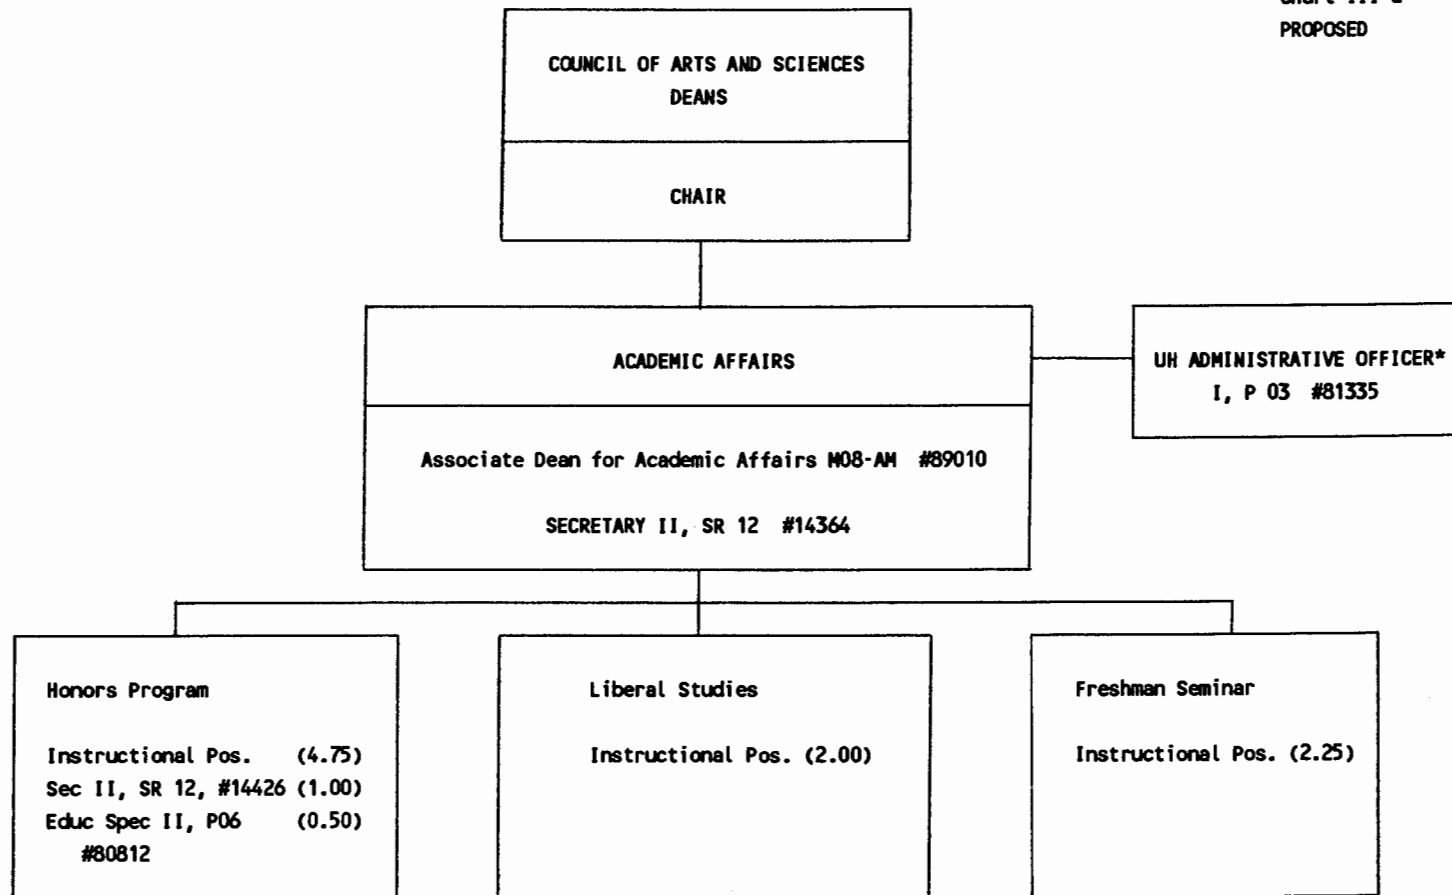 PROPOSED
COUNCIL OF ARTS AND SCIENCES
DEANS
CHAIR
ACADEMIC AFFAIRS
Associate Dean for Academic Affairs M08-AM #89010
SECRETARY II, SR 12 #14364
UH ADMINISTRATIVE OFFICER*
I, P 03 #81335
Honors Program
Instructional Pos. (4.75)
Sec II, SR 12, #14426 (1.00)
Educ Spec II, P06 (0.50)
#80812
Liberal Studies
Instructional Pos. (2.00)
Freshman Seminar
Instructional Pos. (2.25)